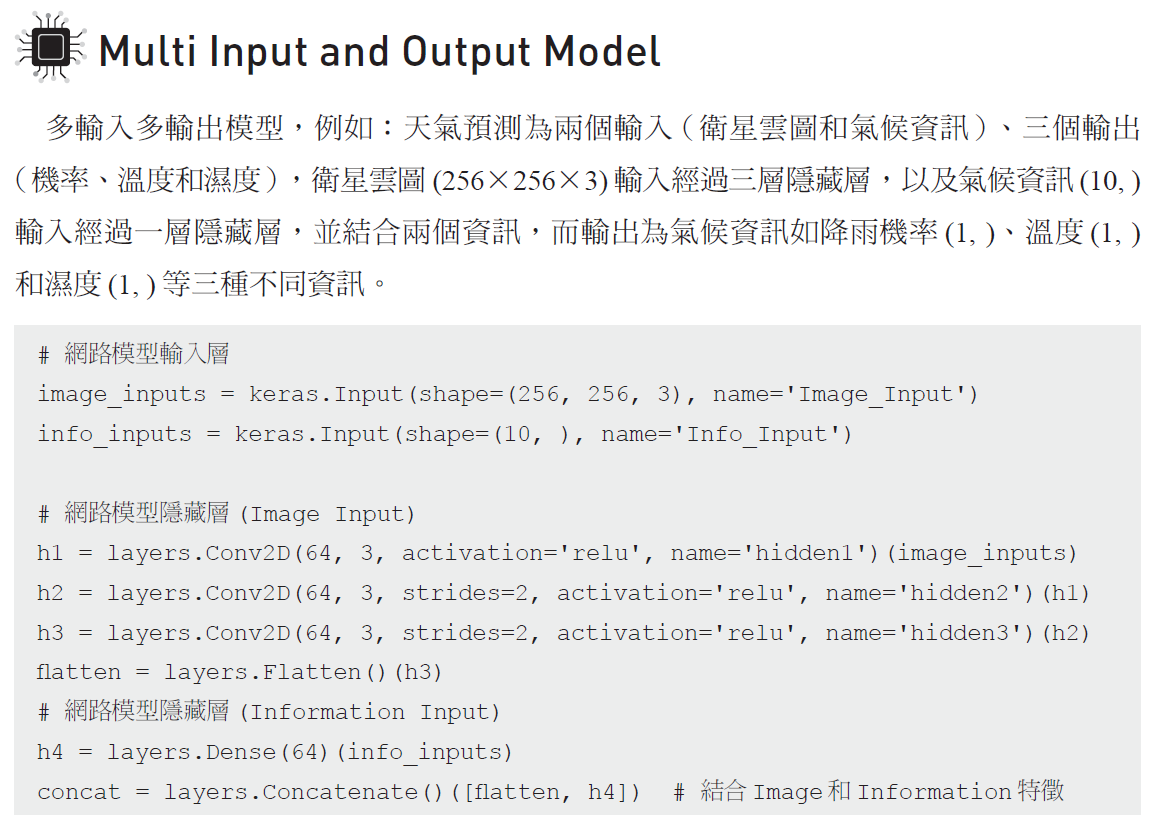 Multi Input and Output Model
多輸入多輸出模型，例如：天氣預測為兩個輸入（衛星雲圖和氣候資訊）、三個輸出
（機率、溫度和濕度），衛星雲圖 (256×256×3) 輸入經過三層隱藏層，以及氣候資訊 (10, )
輸入經過一層隱藏層，並結合兩個資訊，而輸出為氣候資訊如降雨機率 (1, )、溫度 (1, )
和濕度 (1, ) 等三種不同資訊。
# 網路模型輸入層
image_inputs = keras.Input(shape=(256, 256, 3), name='Image_Input')
info_inputs = keras.Input(shape=(10, ), name='Info_Input')
# 網路模型隱藏層 (Image Input)
h1 = layers.Conv2D(64, 3, activation='relu', name='hidden1')(image_inputs)
h2 = layers.Conv2D(64, 3, strides=2, activation='relu', name='hidden2')(h1)
h3 = layers.Conv2D(64, 3, strides=2, activation='relu', name='hidden3')(h2)
flatten = layers.Flatten()(h3)
# 網路模型隱藏層 (Information Input)
h4 = layers.Dense(64)(info_inputs)
concat = layers.Concatenate()([flatten, h4])  # 結合 Image 和 Information 特徵